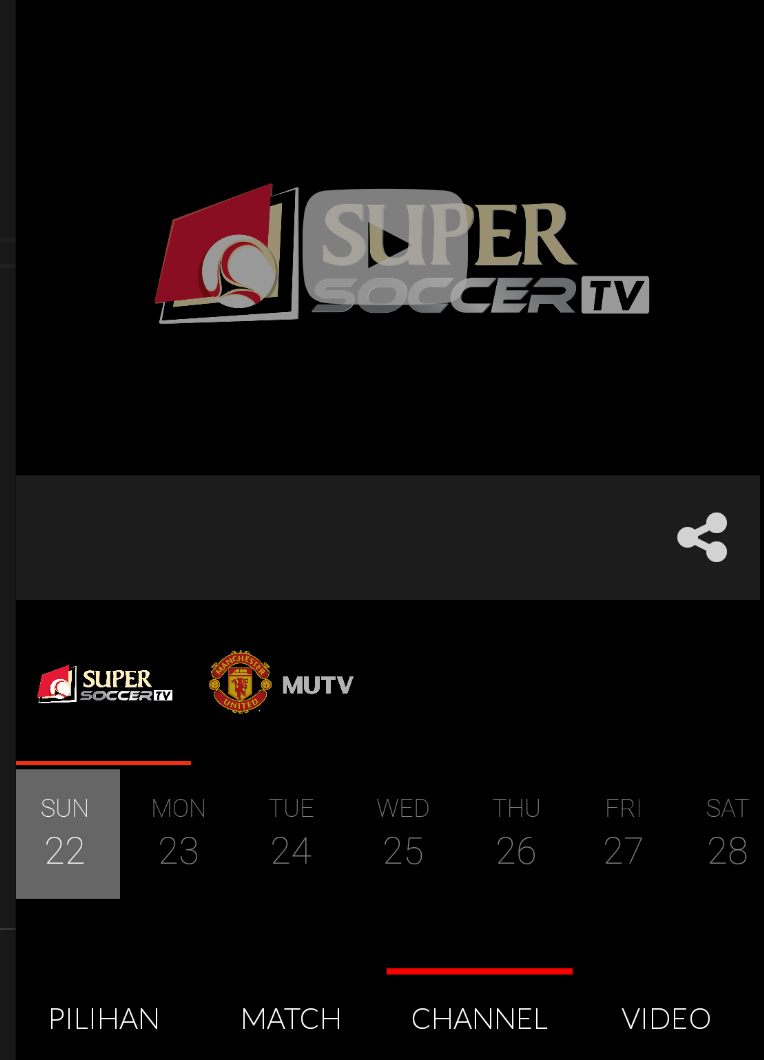 SUPER
SOCCER TV
SUPER
SOCCER TV
MANCHESTER
UNITED
MUTV
SUN MON TUE WED THU FRI SAT
22 23 24 25 26 27 28
PILIHAN MATCH CHANNEL VIDEO